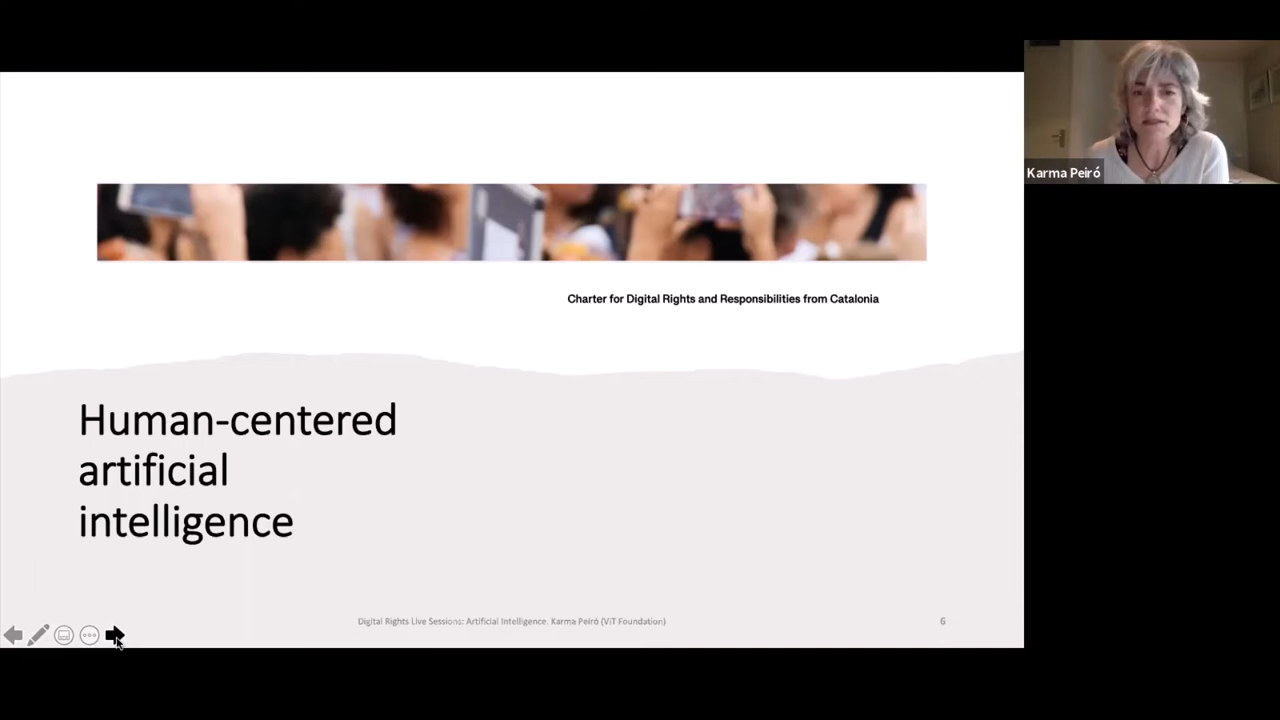 Karma Peiró
Charter for Digital Rights and Responsibilities from Catalonia
Human-centered
artificial
intelligence
Digital Rights Live Sessions: Artificial Intelligence. Karma Peiró (ViT Foundation)
6